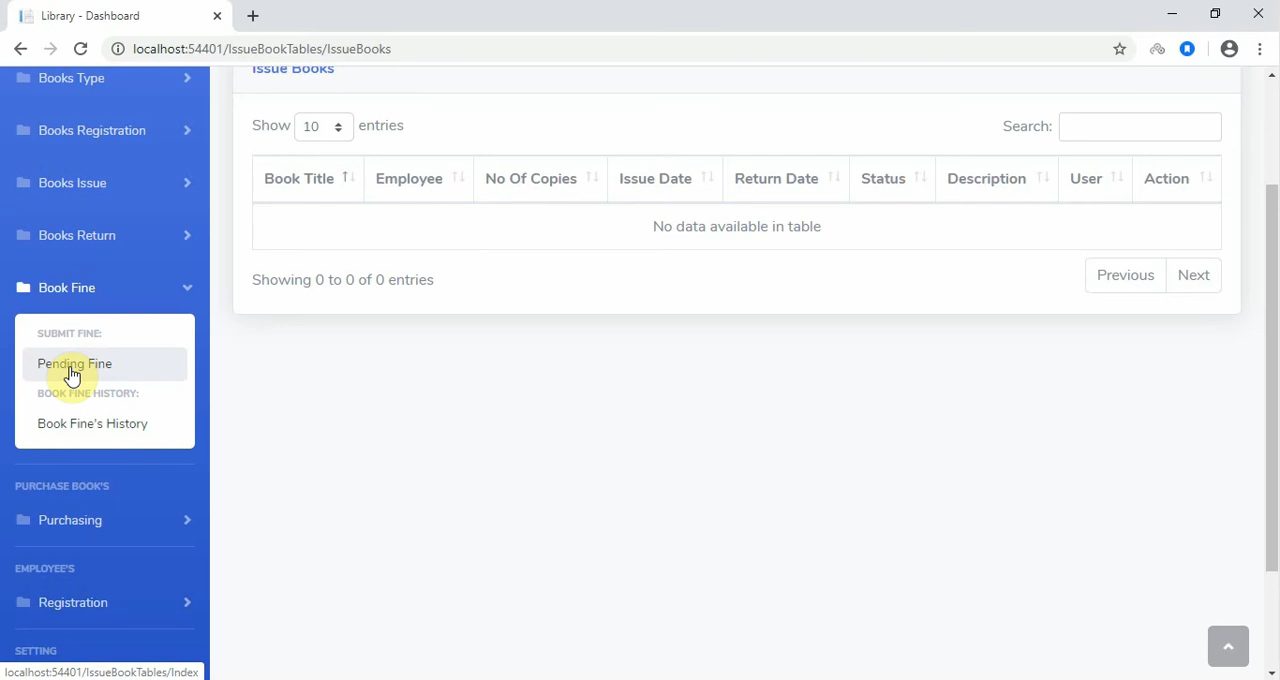 Library - Dashboard
localhost:54401/IssueBookTables/IssueBooks
Books Type
Books Registration
Books Issue
Books Return
Book Fine
SUBMIT FINE:
Pending Fine
BOOK FINE HISTORY:
Book Fine's History
PURCHASE BOOK'S
Purchasing
EMPLOYEE'S
Registration
SETTING
localhost:54401/IssueBookTables/Index
Issue Books
Show 10 entries
Search:
Book Title Employee No Of Copies Issue Date Return Date Status Description User Action
No data available in table
Showing 0 to 0 of 0 entries
Previous Next